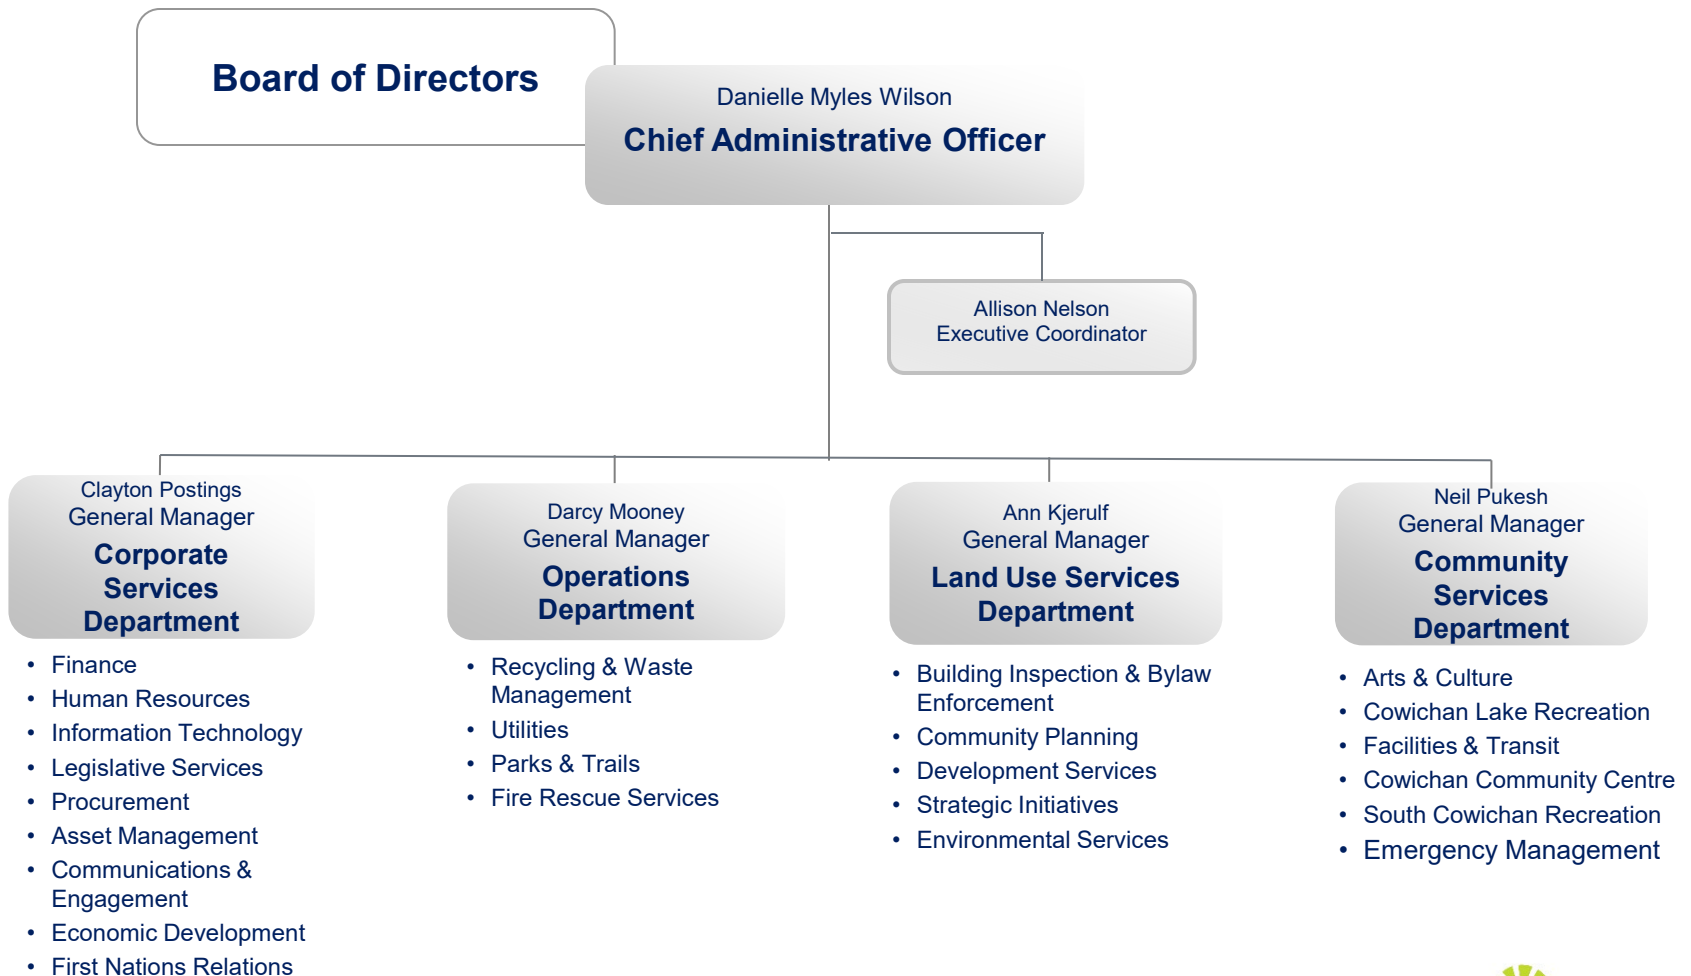 Board of Directors
Danielle Myles Wilson
Chief Administrative Officer
Allison Nelson
Executive Coordinator
Clayton Postings
General Manager
Corporate
Services
Department
• Finance
• Human Resources
• Information Technology
• Legislative Services
• Procurement
• Asset Management
• Communications &
Engagement
• Economic Development
• First Nations Relations
Darcy Mooney
General Manager
Operations
Department
• Recycling & Waste
Management
• Utilities
• Parks & Trails
• Fire Rescue Services
Ann Kjerulf
General Manager
Land Use Services
Department
• Building Inspection & Bylaw
Enforcement
• Community Planning
• Development Services
• Strategic Initiatives
• Environmental Services
Neil Pukesh
General Manager
Community
Services
Department
• Arts & Culture
• Cowichan Lake Recreation
• Facilities & Transit
• Cowichan Community Centre
• South Cowichan Recreation
• Emergency Management